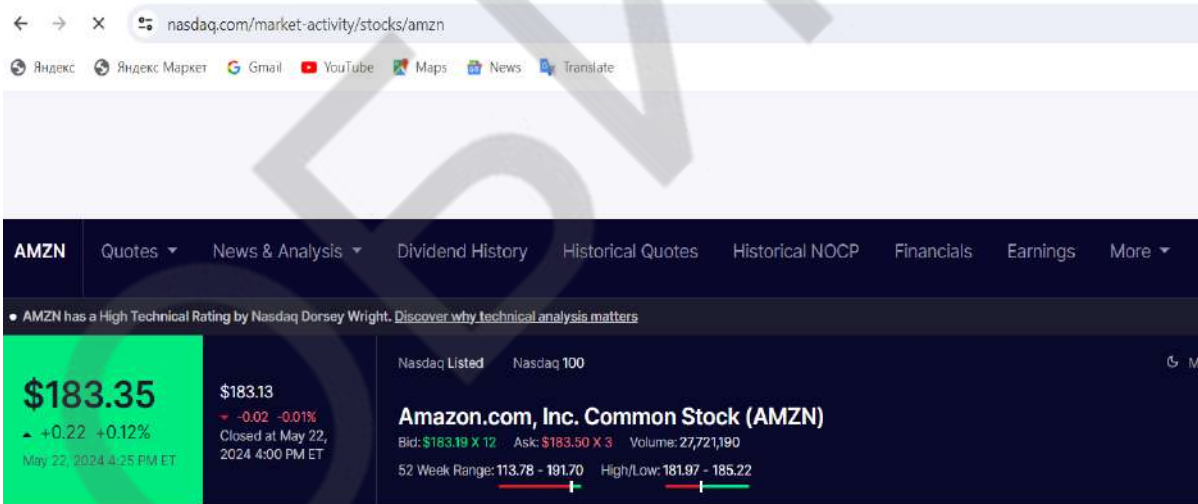 nasdaq.com/market-activity/stocks/amzn
Яндекс Яндекс Маркет Gmail YouTube Maps News Translate
AMZN Quotes News & Analysis Dividend History Historical Quotes Historical NOCP Financials Earnings More
• AMZN has a High Technical Rating by Nasdaq Dorsey Wright. Discover why technical analysis matters
$183.35
+0.22 +0.12%
May 22, 2024 4:25 PM ET
$183.13
-0.02 -0.01%
Closed at May 22,
2024 4:00 PM ET
Nasdaq Listed Nasdaq 100
Amazon.com, Inc. Common Stock (AMZN)
Bid: $183.19 X 12 Ask: $183.50 X 3 Volume: 27,721,190
52 Week Range: 113.78 - 191.70 High/Low: 181.97 - 185.22